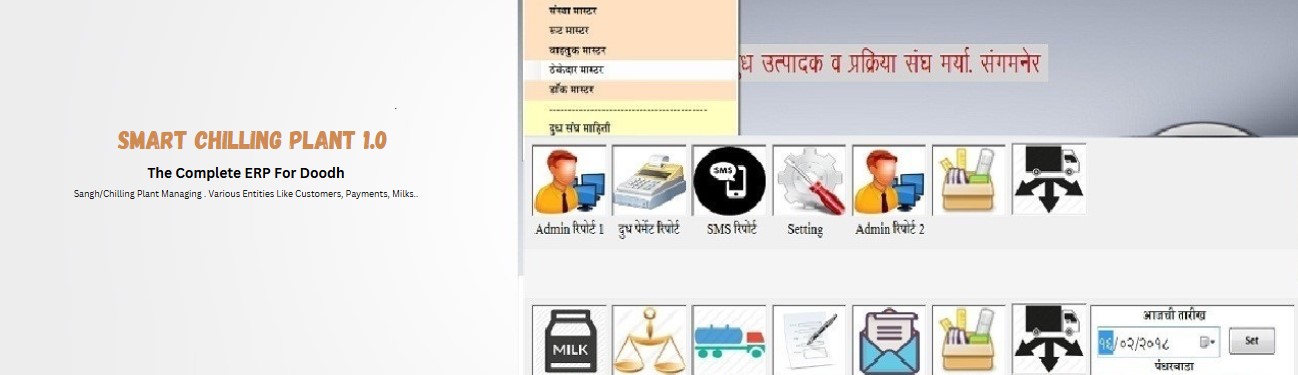 SMART CHILLING PLANT 1.0
The Complete ERP For Doodh
Sangh/Chilling Plant Managing . Various Entities Like Customers, Payments, Milks..
संस्था मास्टर
रूट मास्टर
वाहतुक मास्टर
ठेकेदार मास्टर
डॉक मास्टर
दुध संघ माहिती
दुध उत्पादक व प्रक्रिया संघ मर्या. संगमनेर
SMS
Admin रिपोर्ट 1
दुध पेमेंट रिपोर्ट
SMS रिपोर्ट
Setting
Admin रिपोर्ट 2
MILK
आजची तारीख
१६/०२/२०१८
Set
पंधरवाडा